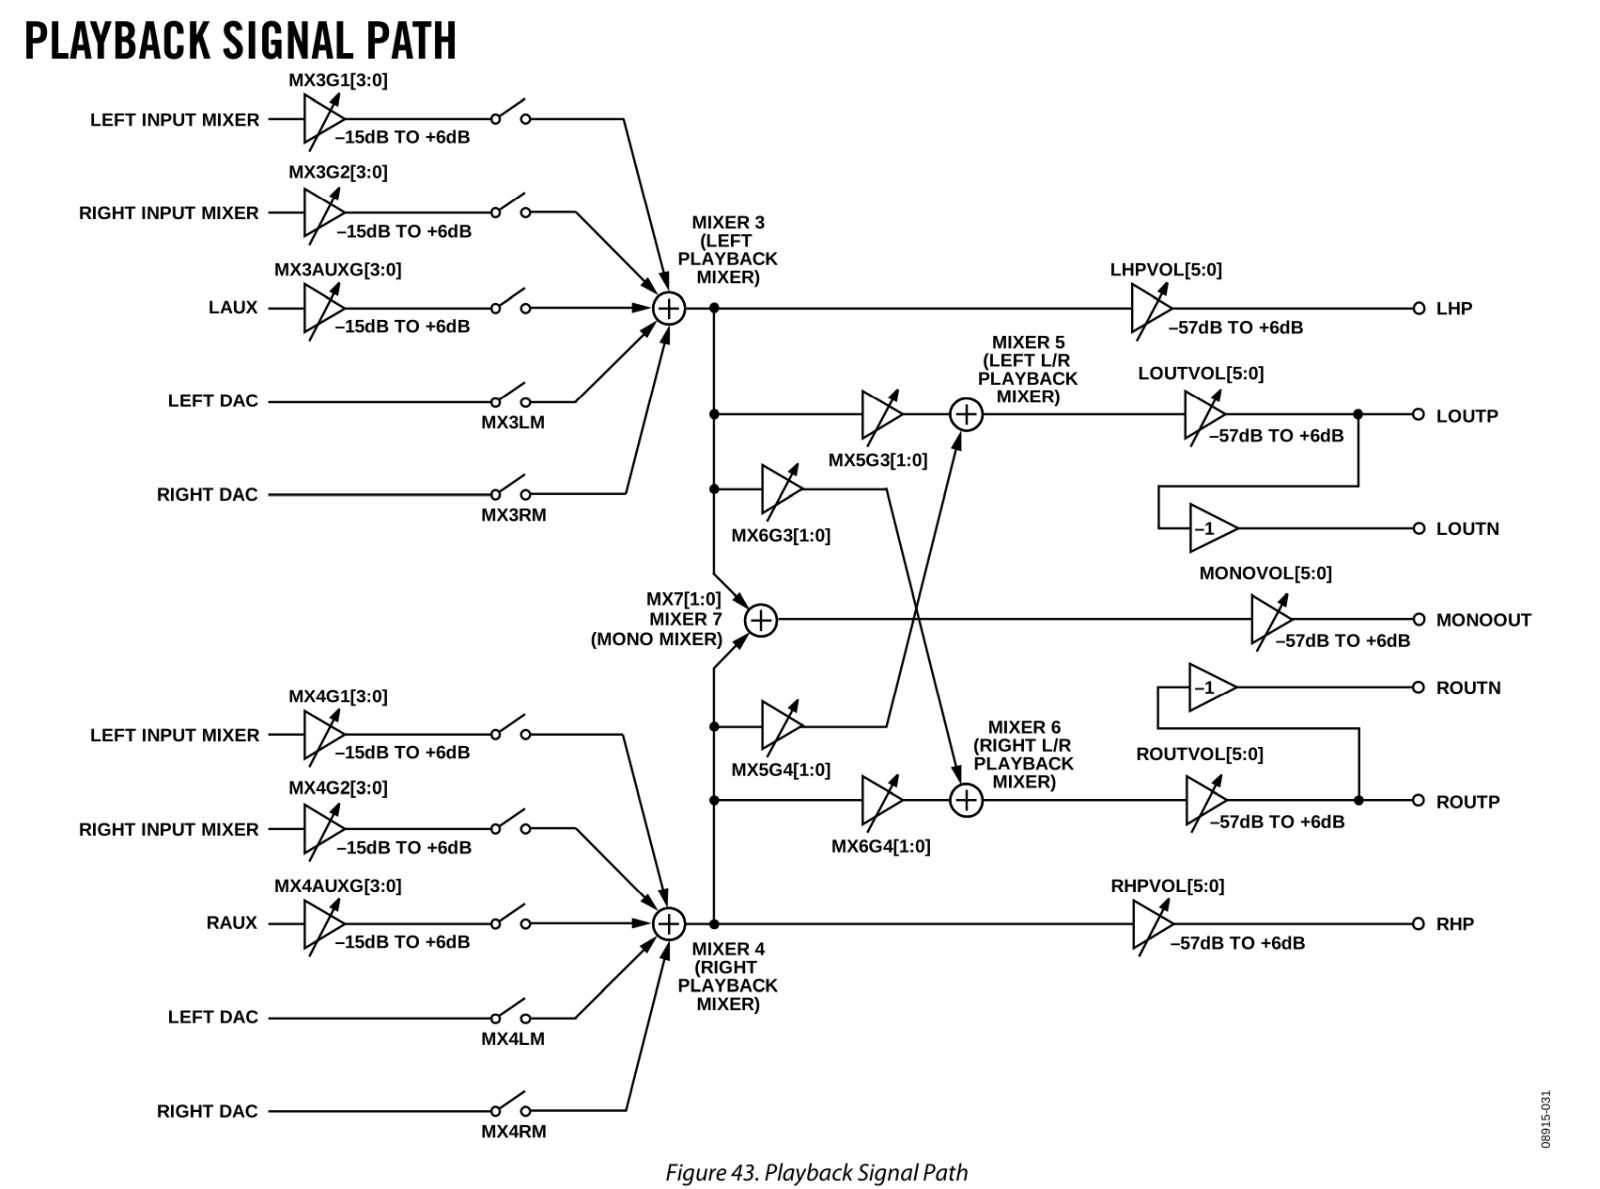 PLAYBACK SIGNAL PATH
MX3G1[3:0]
LEFT INPUT MIXER
–15dB TO +6dB
MX3G2[3:0]
RIGHT INPUT MIXER
–15dB TO +6dB
MX3AUXG[3:0]
LAUX
–15dB TO +6dB
LEFT DAC
MX3LM
RIGHT DAC
MX3RM
MIXER 3
(LEFT
PLAYBACK
MIXER)
LHPVOL[5:0]
–57dB TO +6dB
LHP
MIXER 5
(LEFT L/R
PLAYBACK
MIXER)
LOUTVOL[5:0]
–57dB TO +6dB
LOUTP
MX5G3[1:0]
MX6G3[1:0]
–1
LOUTN
MX7[1:0]
MIXER 7
(MONO MIXER)
MONOVOL[5:0]
–57dB TO +6dB
MONOOUT
–1
ROUTN
MX5G4[1:0]
MIXER 6
(RIGHT L/R
PLAYBACK
MIXER)
ROUTVOL[5:0]
–57dB TO +6dB
ROUTP
MX6G4[1:0]
MX4G1[3:0]
LEFT INPUT MIXER
–15dB TO +6dB
MX4G2[3:0]
RIGHT INPUT MIXER
–15dB TO +6dB
MX4AUXG[3:0]
RAUX
–15dB TO +6dB
RHPVOL[5:0]
–57dB TO +6dB
RHP
MIXER 4
(RIGHT
PLAYBACK
MIXER)
LEFT DAC
MX4LM
RIGHT DAC
MX4RM
08915-031
Figure 43. Playback Signal Path